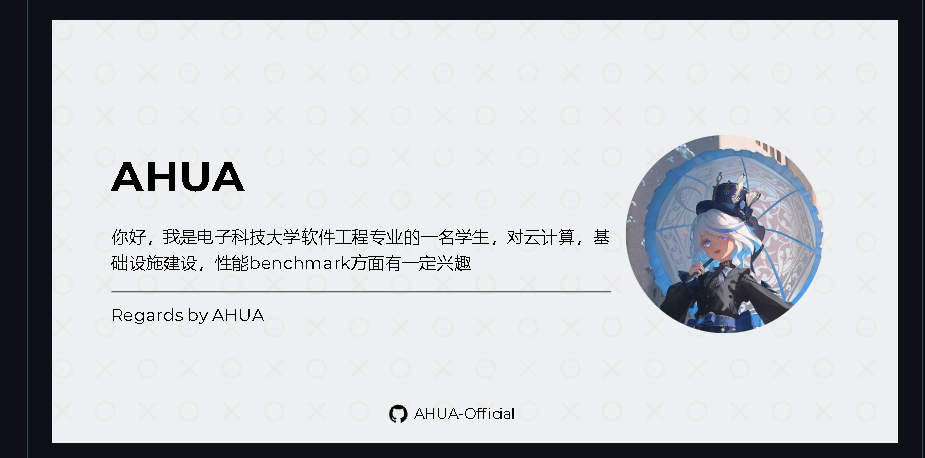 AHUA
你好，我是电子科技大学软件工程专业的一名学生，对云计算，基
础设施建设，性能benchmark方面有一定兴趣
Regards by AHUA
AHUA-Official